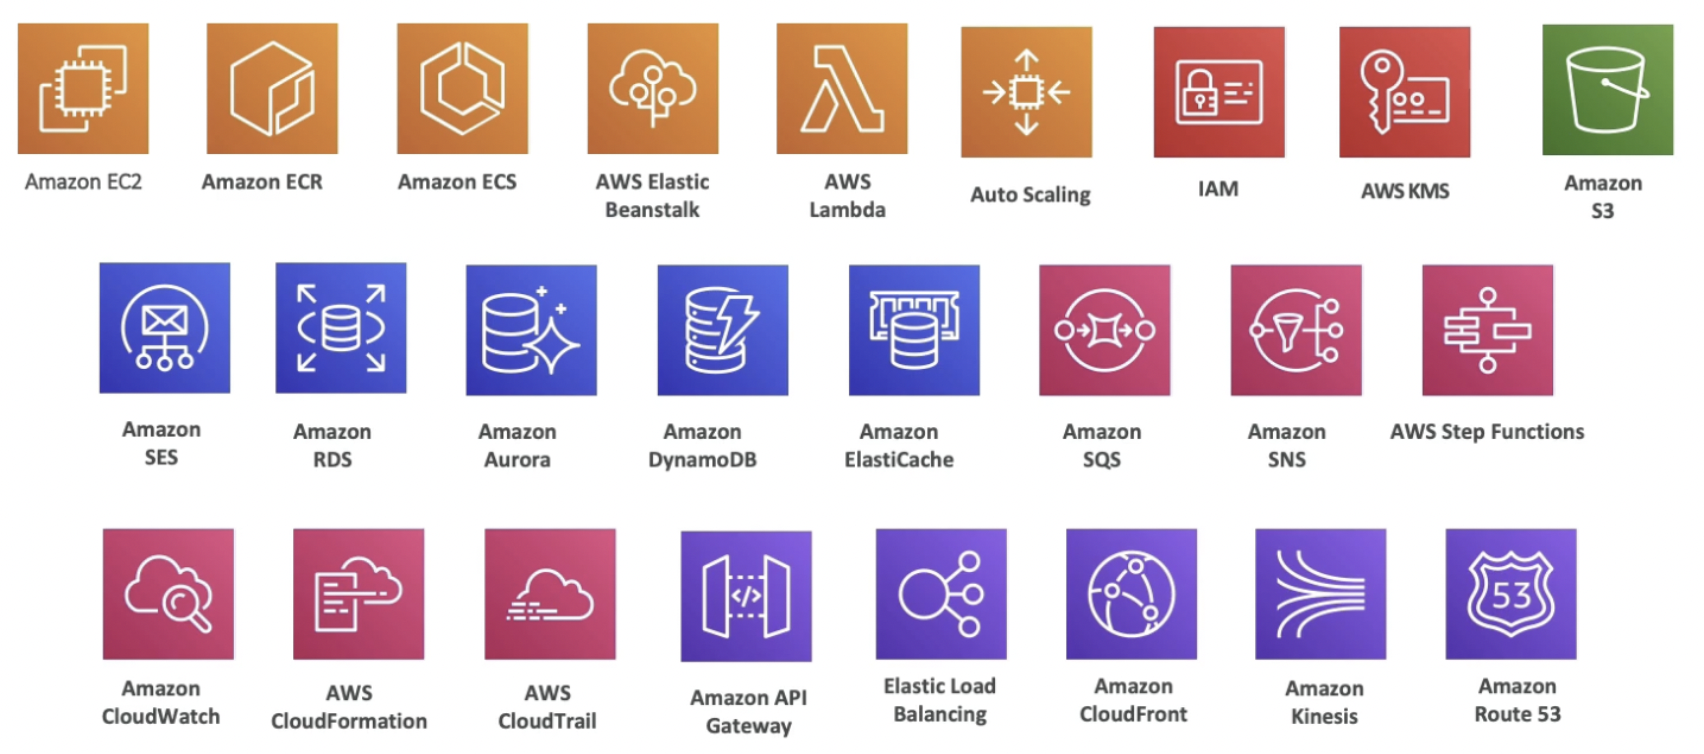 Amazon EC2
Amazon ECR
Amazon ECS
AWS Elastic
Beanstalk
AWS
Lambda
Auto Scaling
IAM
AWS KMS
Amazon
S3
Amazon
SES
Amazon
RDS
Amazon
Aurora
Amazon
DynamoDB
Amazon
ElastiCache
Amazon
SQS
Amazon
SNS
AWS Step Functions
</>
53
Amazon
CloudWatch
AWS
CloudFormation
AWS
CloudTrail
Amazon API
Gateway
Elastic Load
Balancing
Amazon
CloudFront
Amazon
Kinesis
Amazon
Route 53